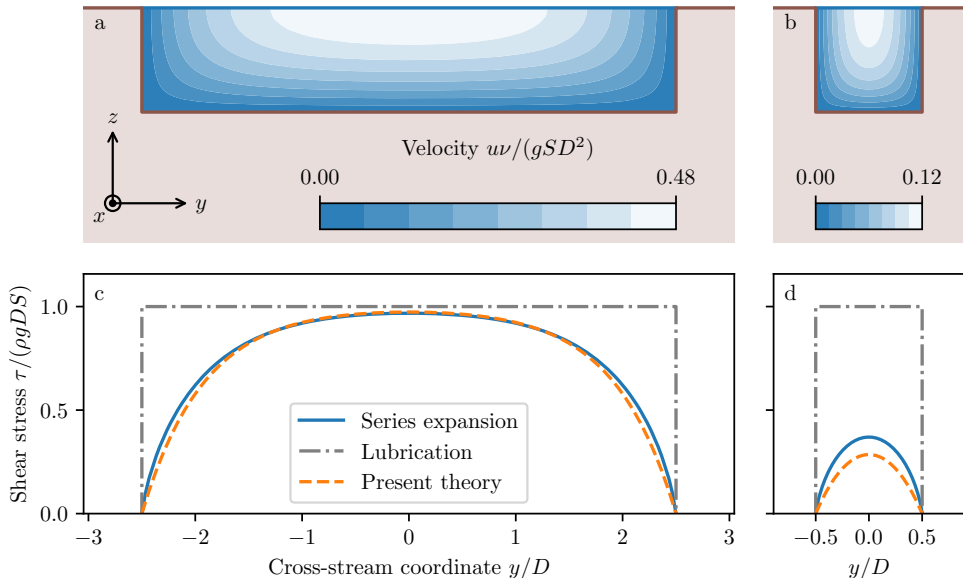 a
b
z
x
y
Velocity uν/(gSD²)
0.00
0.48
0.00
0.12
c
d
Shear stress τ/(ρgDS)
1.0
0.5
0.0
Series expansion
Lubrication
Present theory
−3 −2 −1 0 1 2 3
−0.5 0.0 0.5
Cross-stream coordinate y/D
y/D